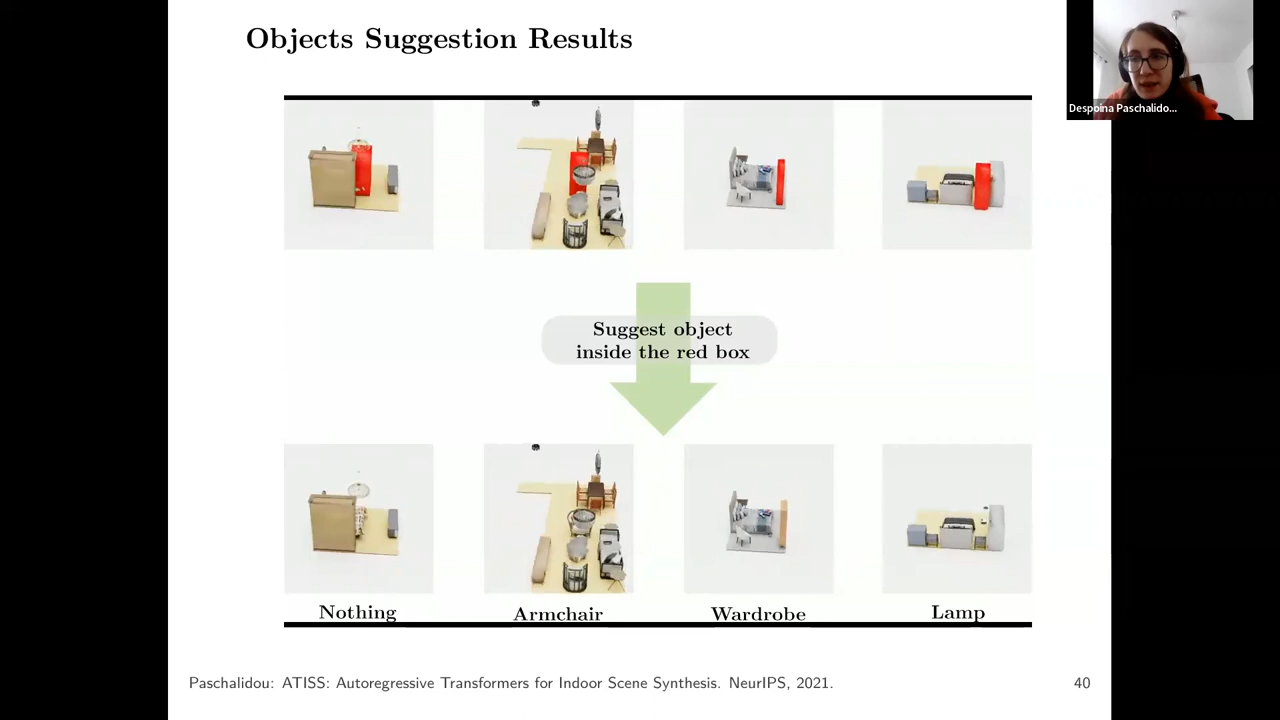 Objects Suggestion Results
Despoina Paschalido...
Suggest object
inside the red box
Nothing
Armchair
Wardrobe
Lamp
Paschalidou: ATISS: Autoregressive Transformers for Indoor Scene Synthesis. NeurIPS, 2021.
40